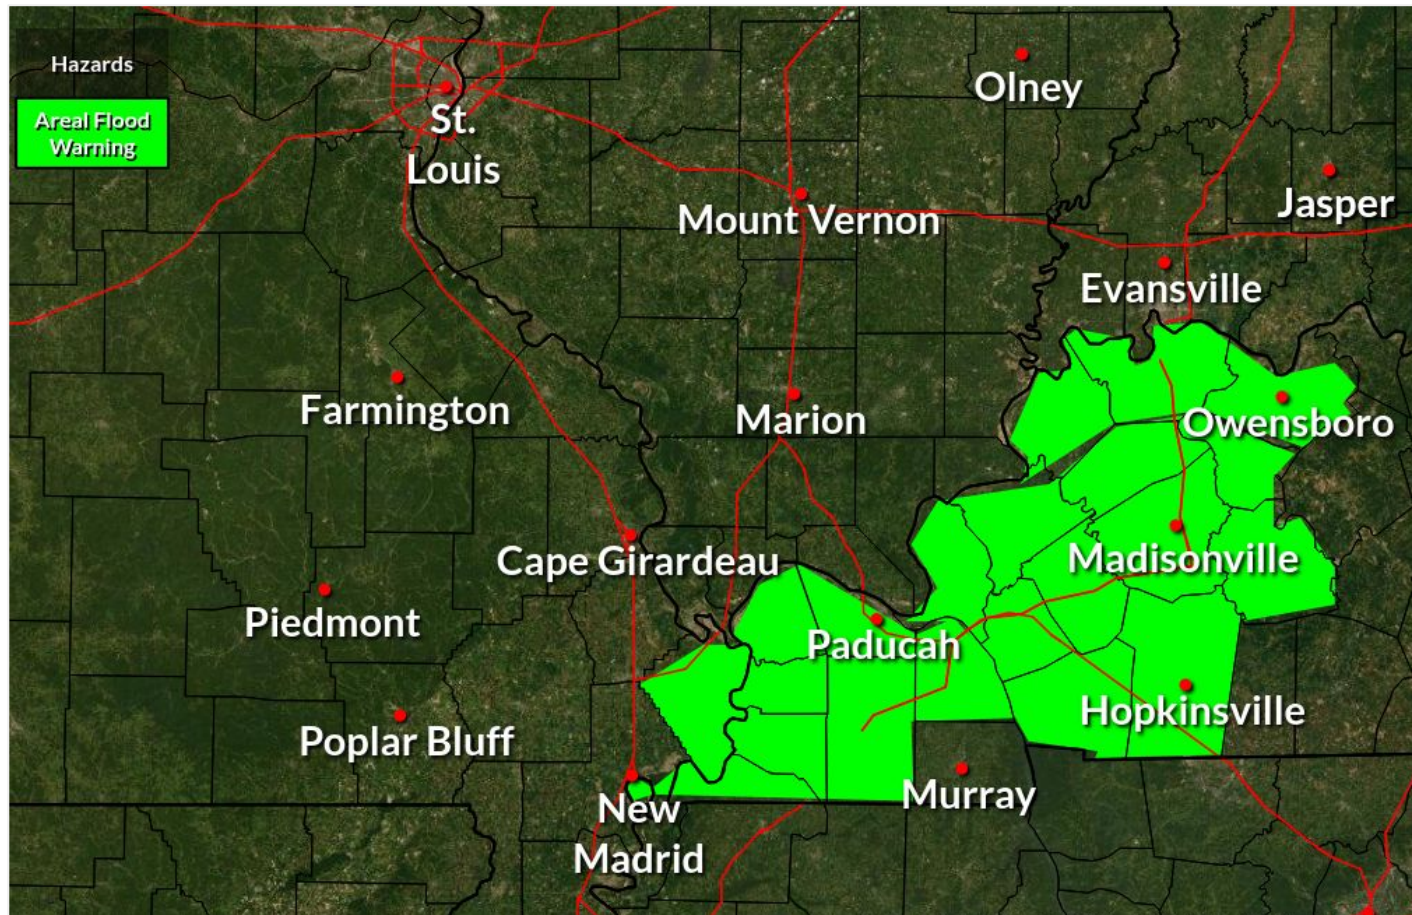 Hazards
Areal Flood
Warning
Olney
St.
Louis
Jasper
Mount Vernon
Evansville
Farmington
Marion
Owensboro
Cape Girardeau
Madisonville
Piedmont
Paducah
Hopkinsville
Poplar Bluff
Murray
New
Madrid